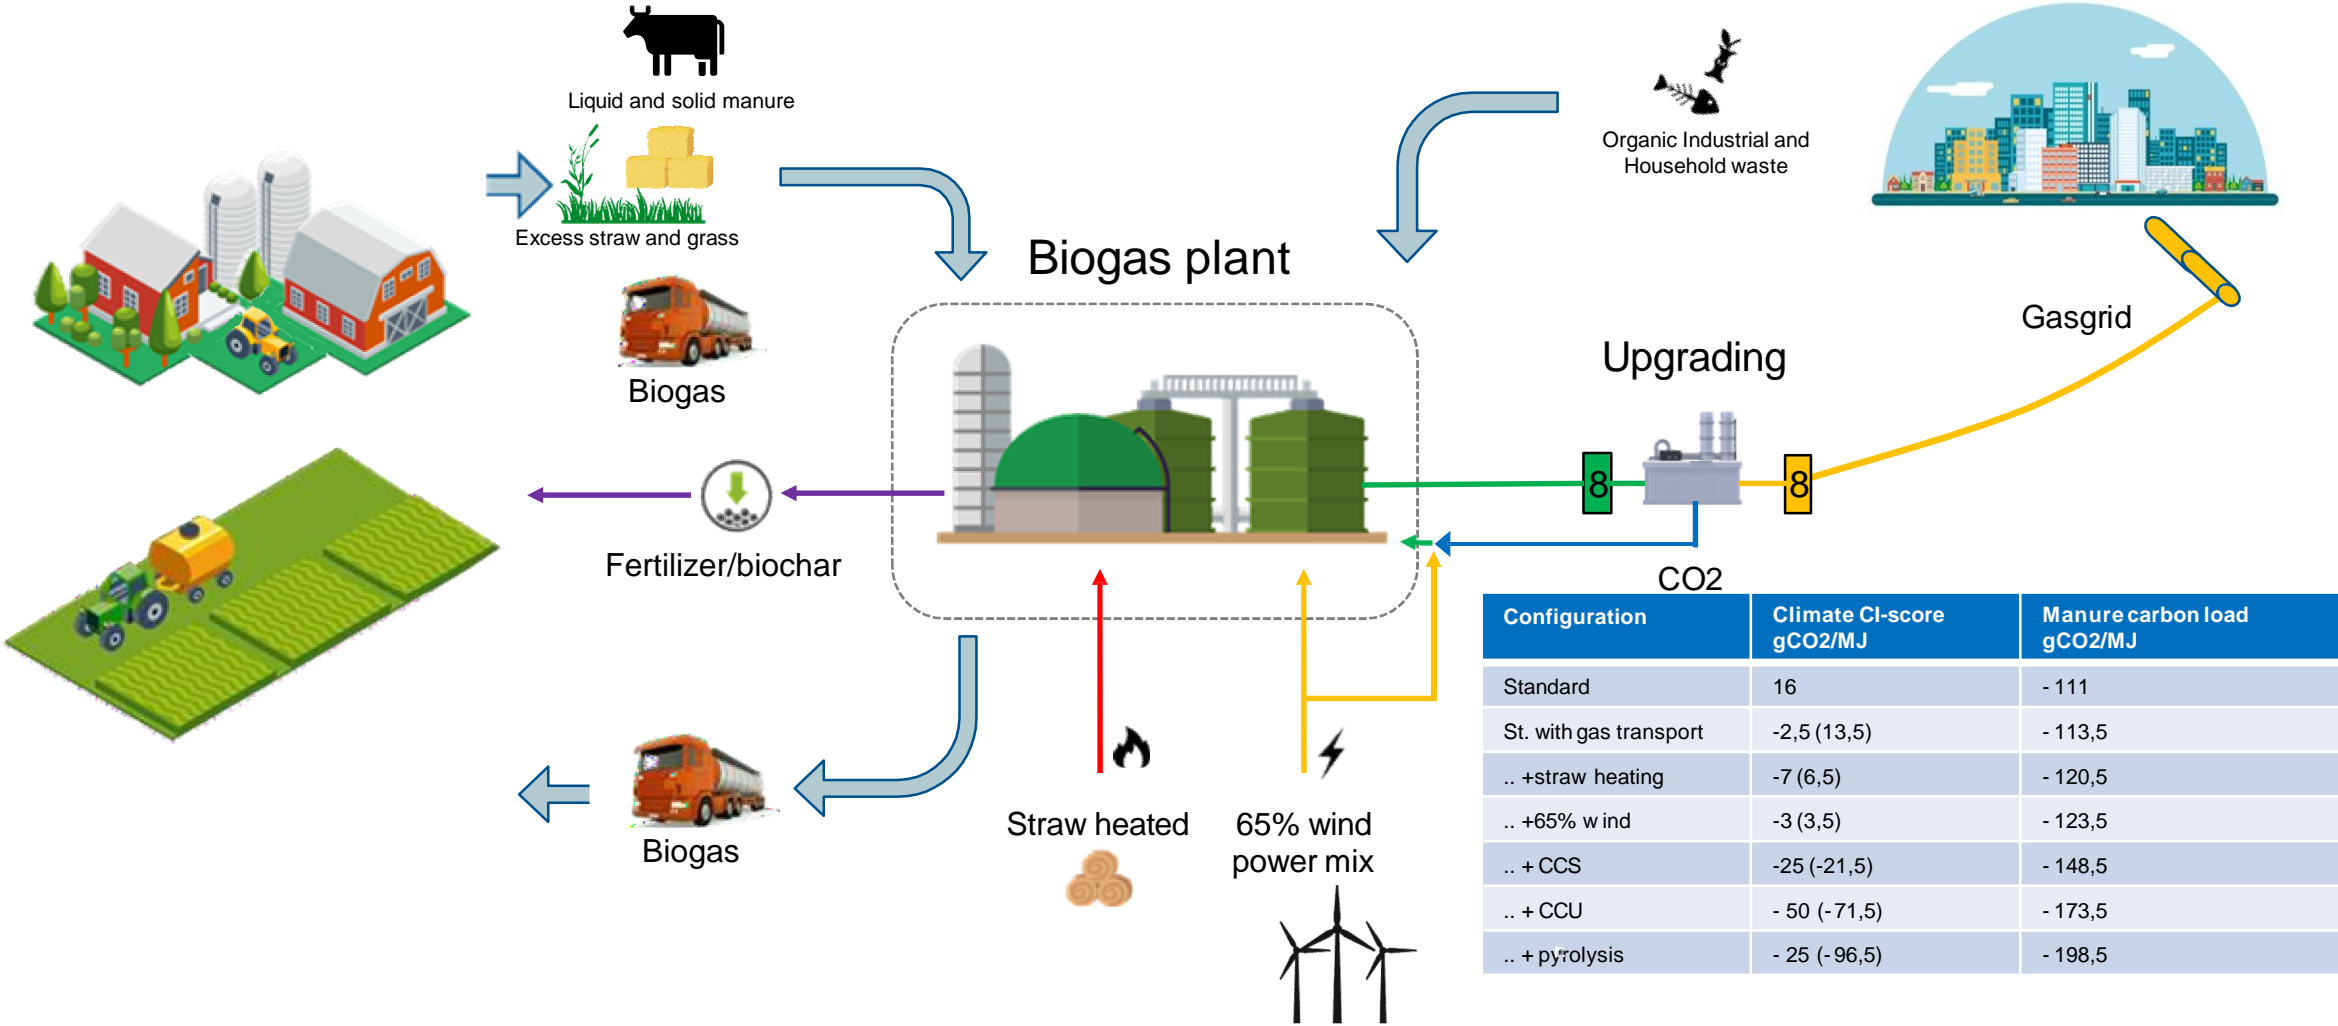 Liquid and solid manure
Excess straw and grass
Biogas
Organic Industrial and
Household waste
Biogas plant
Gasgrid
Upgrading
8
8
Fertilizer/biochar
CO2
Biogas
Straw heated
65% wind
power mix
Configuration
Climate CI-score
gCO2/MJ
Manure carbon load
gCO2/MJ
Standard
16
- 111
St. with gas transport
-2,5 (13,5)
- 113,5
.. +straw heating
-7 (6,5)
- 120,5
.. +65% wind
-3 (3,5)
- 123,5
.. + CCS
-25 (-21,5)
- 148,5
.. + CCU
- 50 (-71,5)
- 173,5
.. + pyrolysis
- 25 (-96,5)
- 198,5